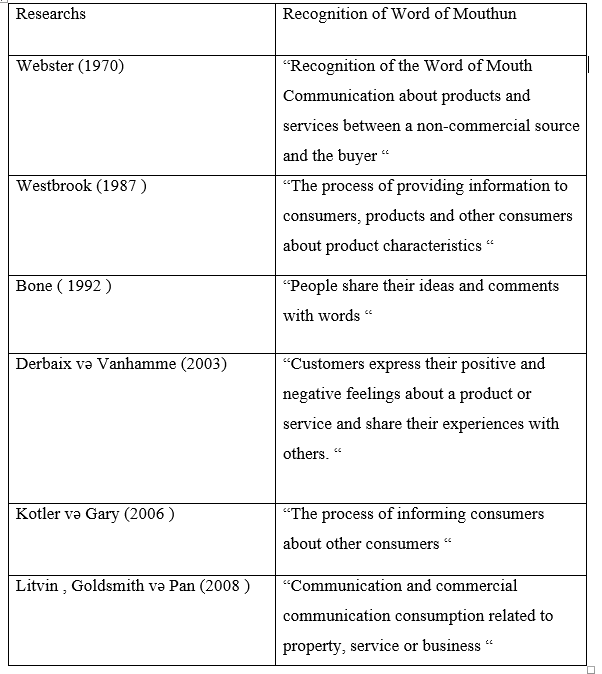 Researchs
Recognition of Word of Mouthun
Webster (1970)
“Recognition of the Word of Mouth
Communication about products and
services between a non-commercial source
and the buyer “
Westbrook (1987 )
“The process of providing information to
consumers, products and other consumers
about product characteristics “
Bone ( 1992 )
“People share their ideas and comments
with words “
Derbaix və Vanhamme (2003)
“Customers express their positive and
negative feelings about a product or
service and share their experiences with
others. “
Kotler və Gary (2006 )
“The process of informing consumers
about other consumers “
Litvin , Goldsmith və Pan (2008 )
“Communication and commercial
communication consumption related to
property, service or business “